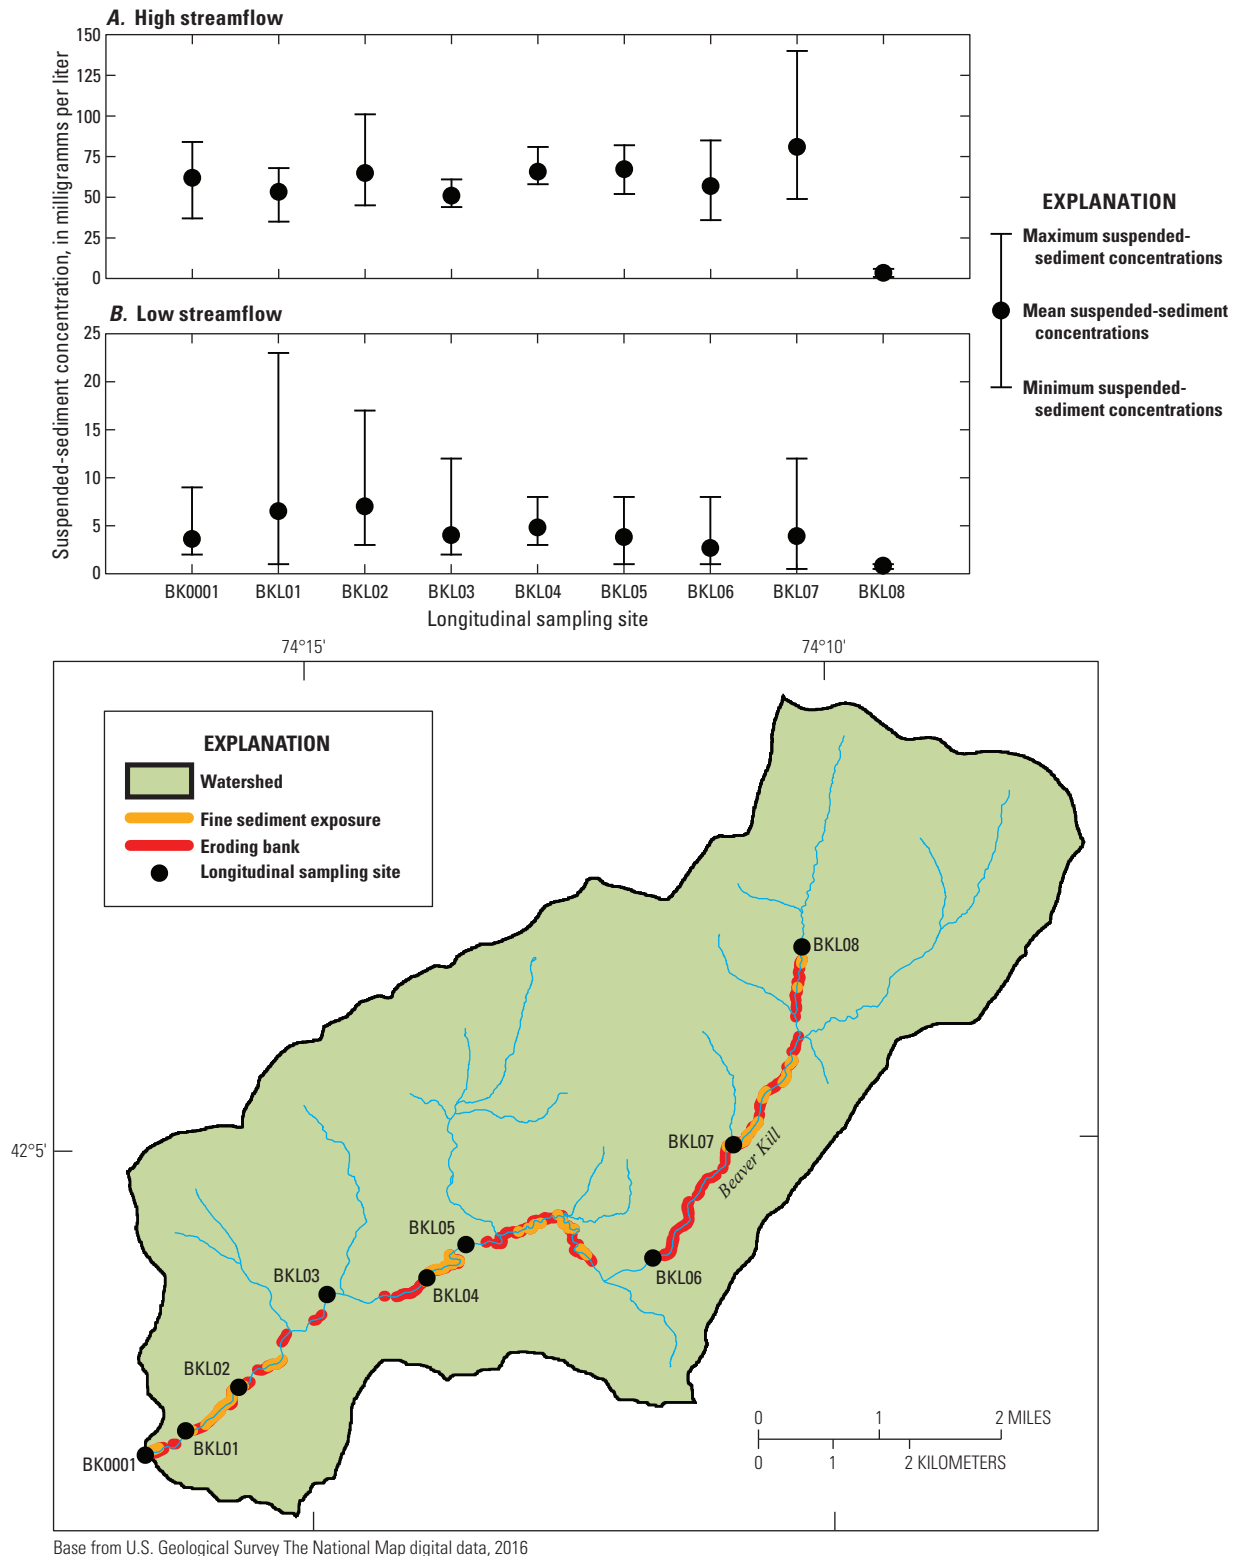 A. High streamflow
150
125
100
75
50
25
0
Suspended-sediment concentration, in milligramms per liter
B. Low streamflow
25
20
15
10
5
0
BK0001 BKL01 BKL02 BKL03 BKL04 BKL05 BKL06 BKL07 BKL08
Longitudinal sampling site
EXPLANATION
Maximum suspended-
sediment concentrations
Mean suspended-sediment
concentrations
Minimum suspended-
sediment concentrations
74°15' 74°10'
EXPLANATION
Watershed
Fine sediment exposure
Eroding bank
Longitudinal sampling site
BKL08
42°5'
BKL07
Beaver Kill
BKL05
BKL06
BKL03
BKL04
BKL02
BKL01
BK0001
0 1 2 MILES
0 1 2 KILOMETERS
Base from U.S. Geological Survey The National Map digital data, 2016